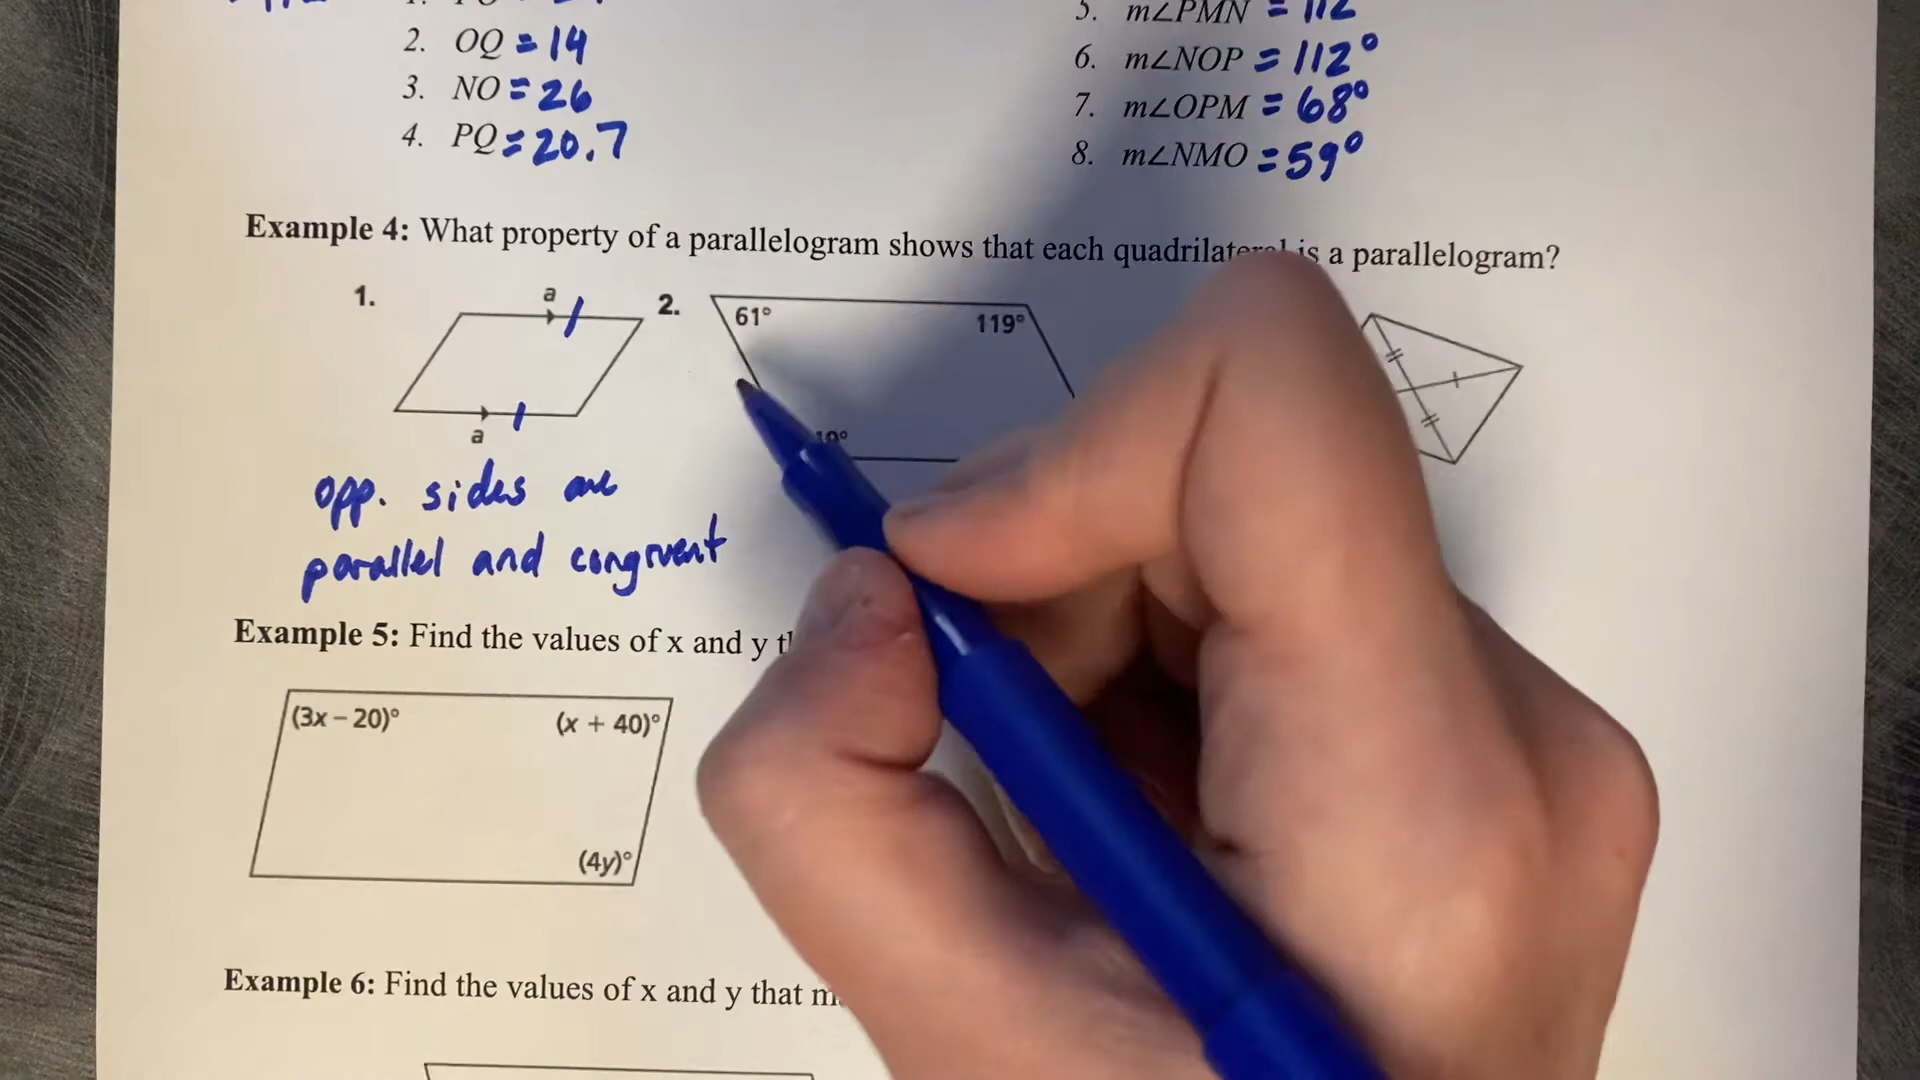 2. OQ = 14
3. NO = 26
4. PQ = 20.7
5. m∠PMN = 112
6. m∠NOP = 112°
7. m∠OPM = 68°
8. m∠NMO = 59°
Example 4: What property of a parallelogram shows that each quadrilateral is a parallelogram?
1.
a
a
2.
61°
119°
opp. sides are
parallel and congruent
Example 5: Find the values of x and y
(3x – 20)°
(x + 40)°
(4y)°
Example 6: Find the values of x and y that